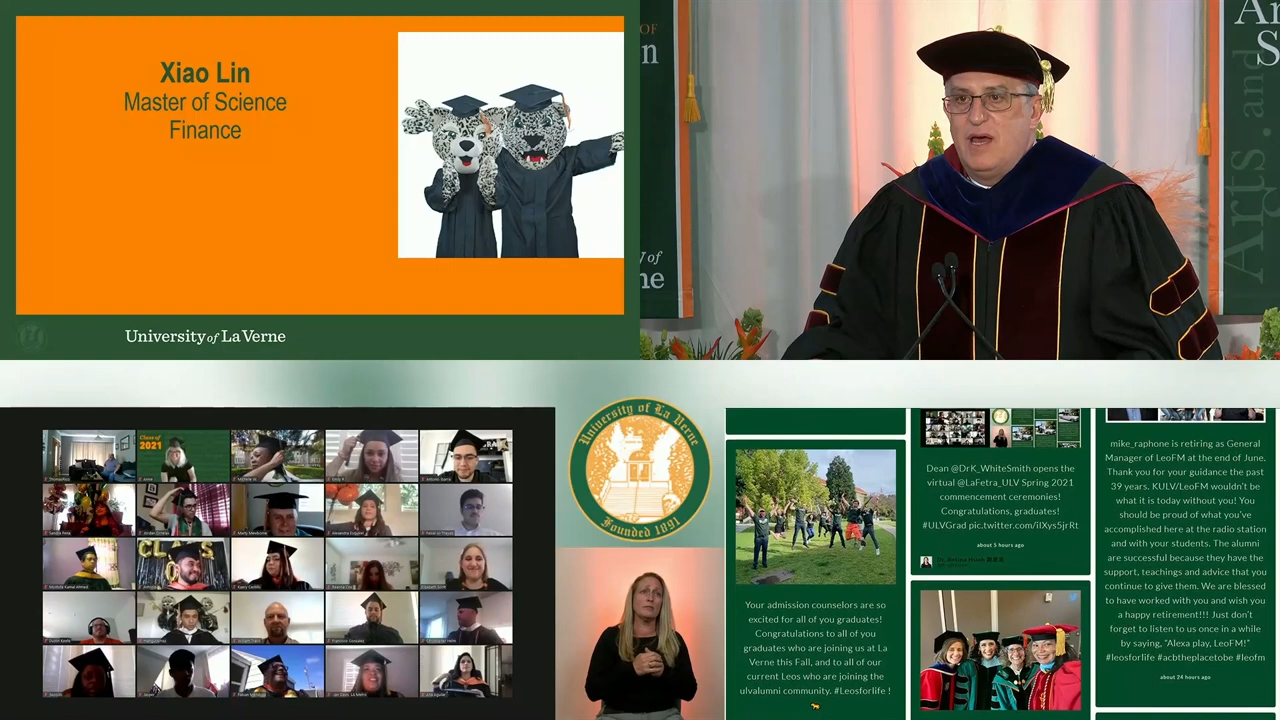 Xiao Lin
Master of Science
Finance
University of La Verne
OF
n
y of
ne
Ar
S
Arts and
Class of
2021
University of La Verne
Founded 1891
Your admission counselors are so
excited for all of you graduates!
Congratulations to all of you
graduates who are joining us at La
Verne this Fall, and to all of our
current Leos who are joining the
ulvalumni community. #Leosforlife !
Dean @DrK_WhiteSmith opens the
virtual @LaFetra_ULV Spring 2021
commencement ceremonies!
Congratulations, graduates!
#ULVGrad pic.twitter.com/iIXys5jrRt
about 5 hours ago
mike_raphone is retiring as General
Manager of LeoFM at the end of June.
Thank you for your guidance the past
39 years. KULV/LeoFM wouldn't be
what it is today without you! You
should be proud of what you've
accomplished here at the radio station
and with your students. The alumni
are successful because they have the
support, teachings and advice that you
continue to give them. We are blessed
to have worked with you and wish you
a happy retirement!!! Just don't
forget to listen to us once in a while
by saying, "Alexa play, LeoFM!"
#leosforlife #acbtheplacetobe #leofm
about 24 hours ago